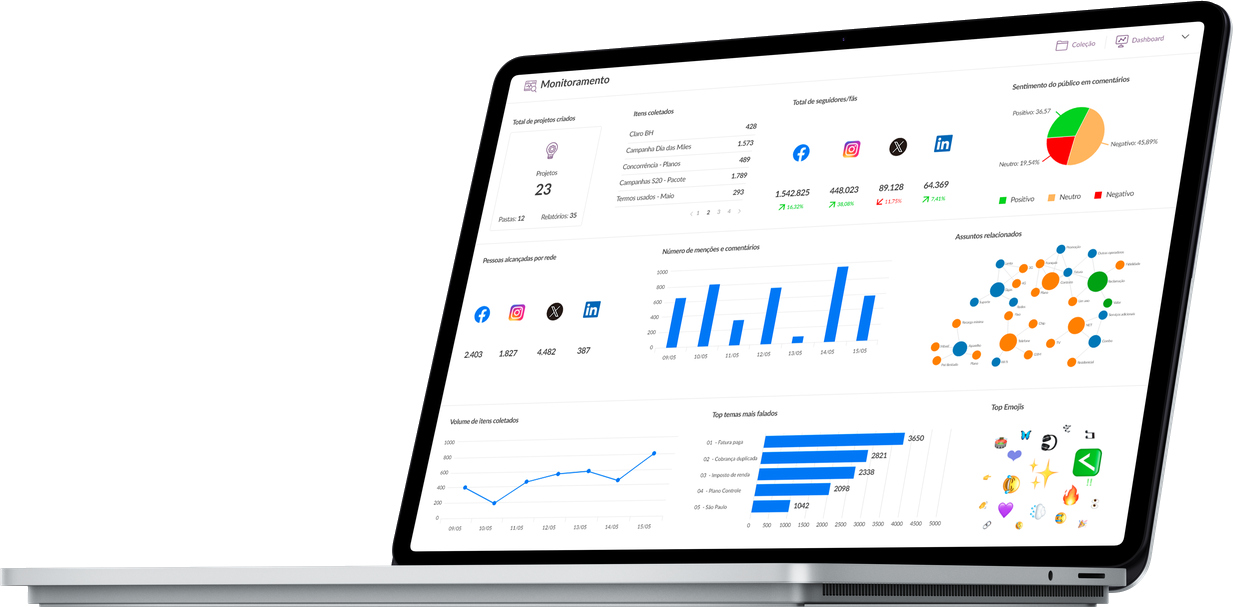 Monitoramento
Coleção
Dashboard
Total de projetos criados
Projetos
23
Pastas: 12
Relatórios: 35
Itens coletados
Claro BH 428
Campanha Dia das Mães 1.573
Concorrência - Planos 489
Campanhas S20 - Pacote 1.789
Termos usados - Maio 293
‹ 1 2 3 4 ›
Total de seguidores/fãs
1.542.825
448.023
89.128
64.369
16,32%
38,08%
11,75%
7,41%
Sentimento do público em comentários
Positivo: 36,57
Negativo: 45,89%
Neutro: 19,54%
Positivo
Neutro
Negativo
Pessoas alcançadas por rede
2.403
1.827
4.482
387
Número de menções e comentários
1000
800
600
400
200
0
09/05
10/05
11/05
12/05
13/05
14/05
15/05
Assuntos relacionados
Volume de itens coletados
1000
800
600
400
200
0
09/05
10/05
11/05
12/05
13/05
14/05
15/05
Top temas mais falados
01 - Fatura paga 3650
02 - Cobrança duplicada 2821
03 - Imposto de renda 2338
04 - Plano Controle 2098
05 - São Paulo 1042
0 500 1000 1500 2000 2500 3000 3500 4000 4500 5000
Top Emojis